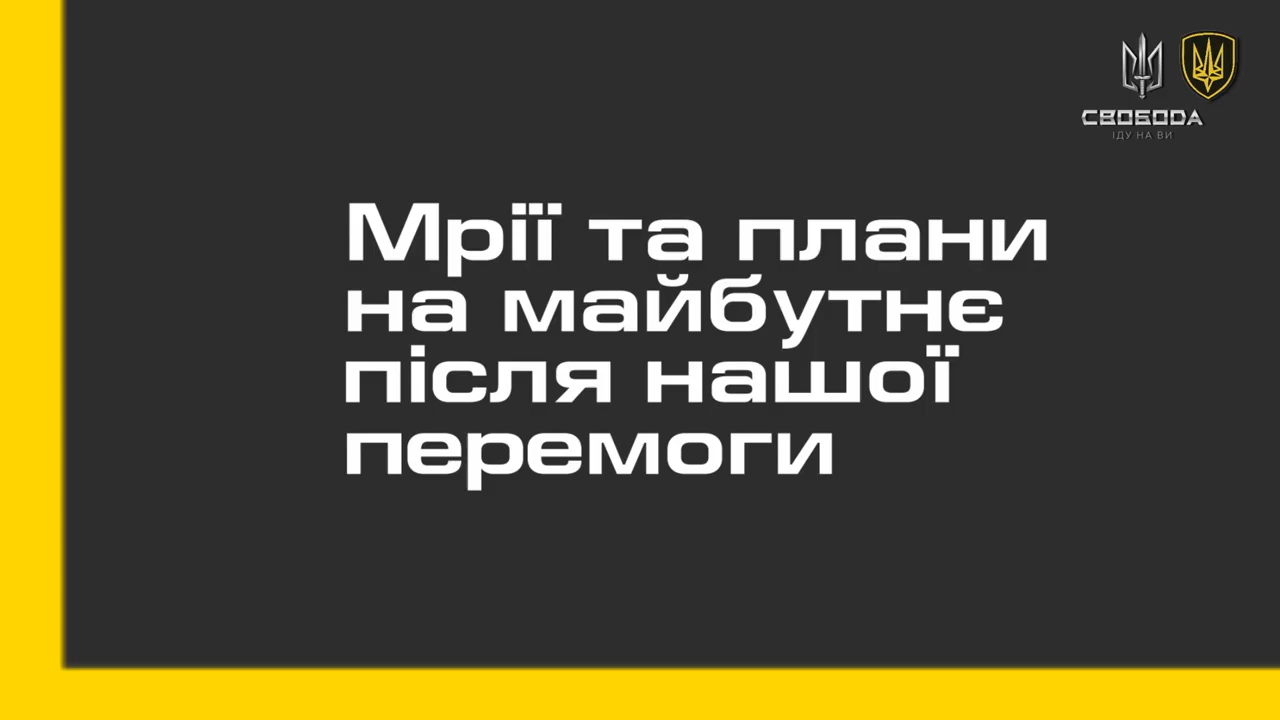 СВОБОДА
ІДУ НА ВИ
Мрії та плани
на майбутнє
після нашої
перемоги